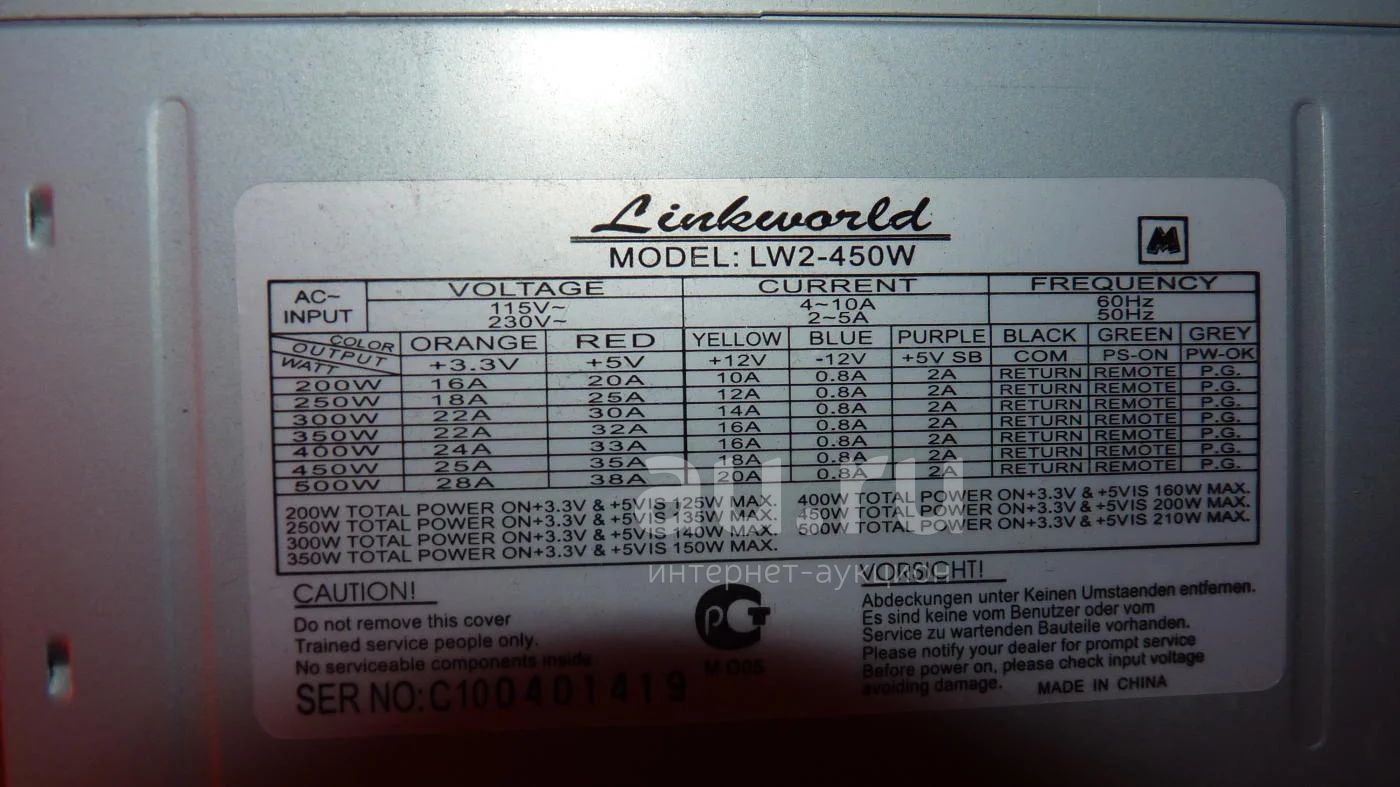 Linkworld
MODEL: LW2-450W
AC~ INPUT VOLTAGE CURRENT FREQUENCY
115V~ 4~10A 60Hz
230V~ 2~5A 50Hz
COLOR ORANGE RED YELLOW BLUE PURPLE BLACK GREEN GREY
OUTPUT WATT +3.3V +5V +12V -12V +5V SB COM PS-ON PW-OK
200W 16A 20A 10A 0.8A 2A RETURN REMOTE P.G.
250W 18A 25A 12A 0.8A 2A RETURN REMOTE P.G.
300W 22A 30A 14A 0.8A 2A RETURN REMOTE P.G.
350W 22A 32A 16A 0.8A 2A RETURN REMOTE P.G.
400W 24A 33A 16A 0.8A 2A RETURN REMOTE P.G.
450W 25A 35A 18A 0.8A 2A RETURN REMOTE P.G.
500W 28A 38A 20A 0.8A 2A RETURN REMOTE P.G.
200W TOTAL POWER ON+3.3V & +5VIS 125W MAX. 400W TOTAL POWER ON+3.3V & +5VIS 160W MAX.
250W TOTAL POWER ON+3.3V & +5VIS 135W MAX. 450W TOTAL POWER ON+3.3V & +5VIS 200W MAX.
300W TOTAL POWER ON+3.3V & +5VIS 140W MAX. 500W TOTAL POWER ON+3.3V & +5VIS 210W MAX.
350W TOTAL POWER ON+3.3V & +5VIS 150W MAX.
au.ru
интернет-аукцион
CAUTION!
Do not remove this cover
Trained service people only.
No serviceable components inside
SER NO:C100401419
РСТ
М О05
VORSICHT!
Abdeckungen unter Keinen Umstaenden entfernen.
Es sind keine vom Benutzer oder vom
Service zu wartenden Bauteile vorhanden.
Please notify your dealer for prompt service
Before power on, please check input voltage
avoiding damage. MADE IN CHINA